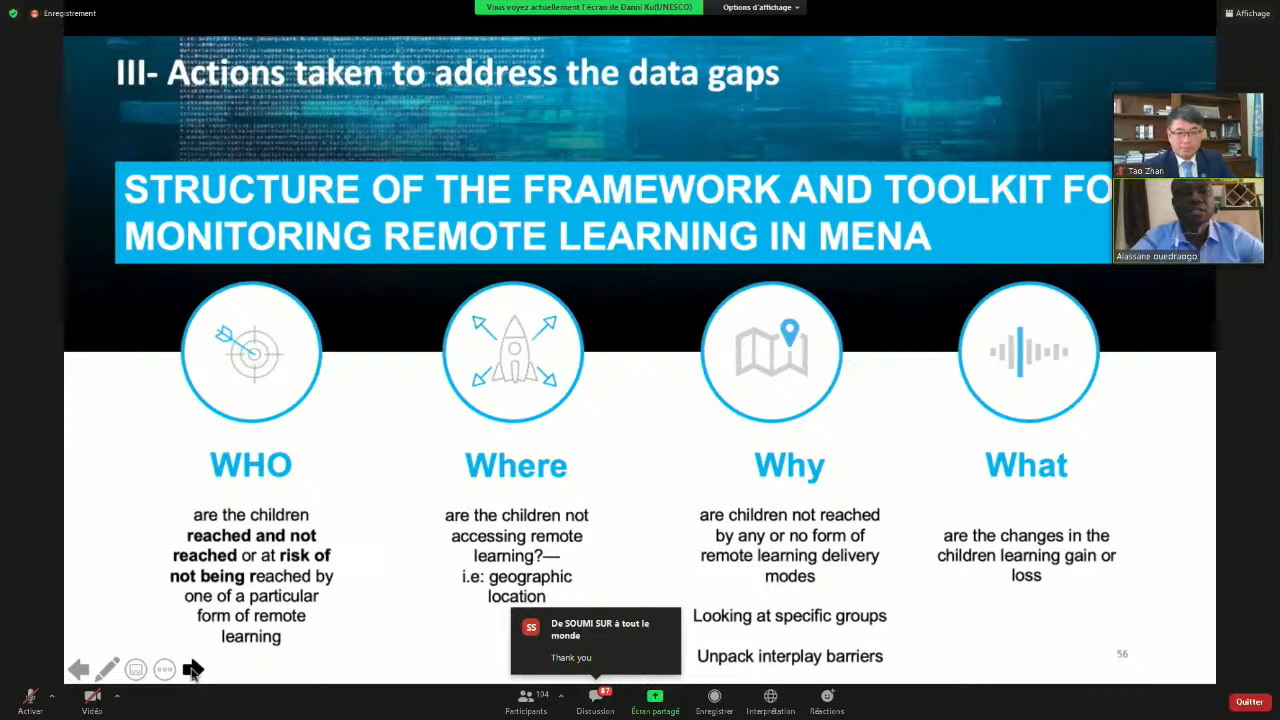 Enregistrement
Vous voyez actuellement l'écran de Danni Xu(UNESCO)
Options d'affichage
Affichage
III- Actions taken to address the data gaps
STRUCTURE OF THE FRAMEWORK AND TOOLKIT FO
MONITORING REMOTE LEARNING IN MENA
Tao Zhan
Alassane ouedraogo
WHO
are the children
reached and not
reached or at risk of
not being reached by
one of a particular
form of remote
learning
Where
are the children not
accessing remote
learning?—
i.e: geographic
location
Why
are children not reached
by any or no form of
remote learning delivery
modes
Looking at specific groups
Unpack interplay barriers
What
are the changes in the
children learning gain or
loss
SS
De SOUMI SUR à tout le
monde
Thank you
56
Activer
Vidéo
194
Participants
87
Discussion
Écran partagé
Enregistrer
Interprétation
Réactions
Quitter